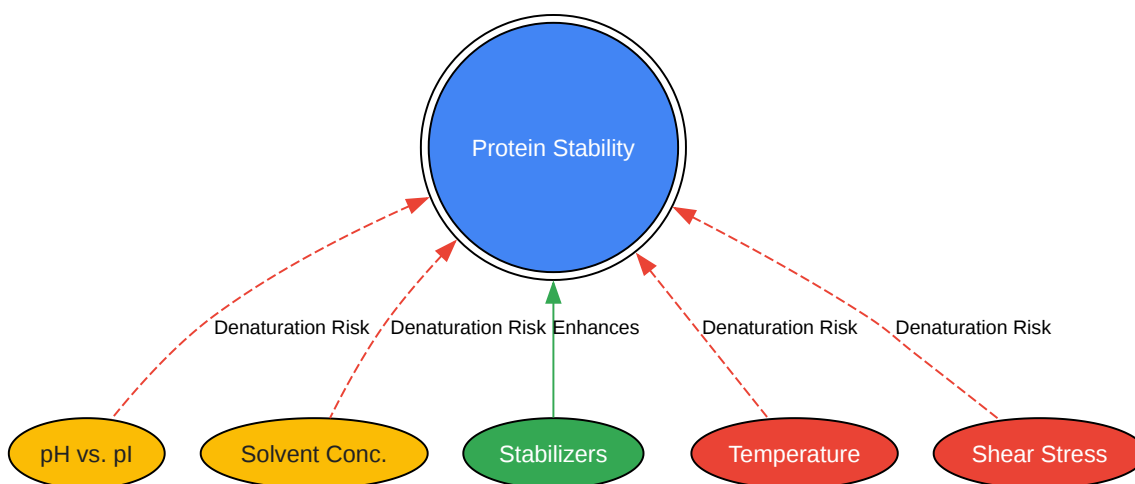 Protein Stability
Denaturation Risk
Denaturation Risk
Enhances
Denaturation Risk
Denaturation Risk
pH vs. pI
Solvent Conc.
Stabilizers
Temperature
Shear Stress